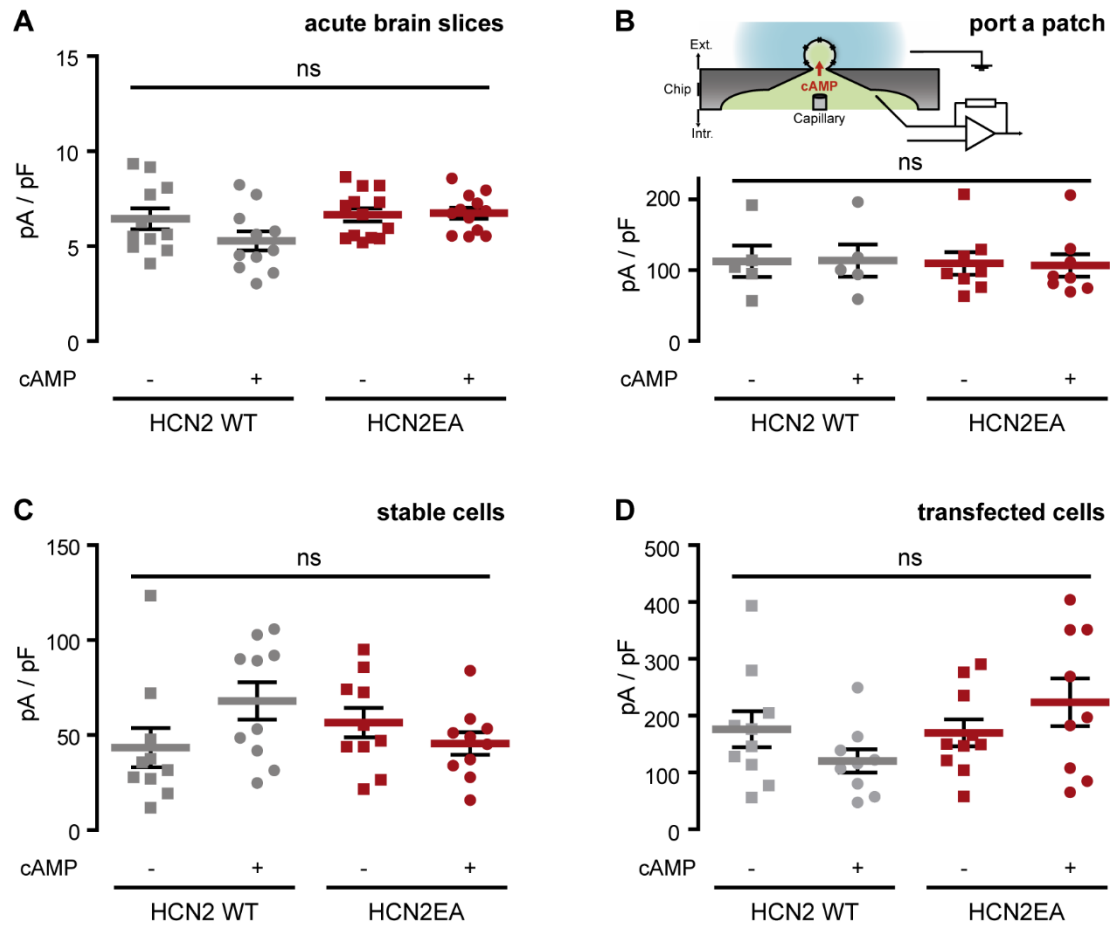 A
acute brain slices
15
10
5
0
pA / pF
ns
cAMP
-
+
-
+
HCN2 WT
HCN2EA
B
port a patch
Ext.
Chip
Intr.
cAMP
Capillary
ns
200
100
0
pA / pF
cAMP
-
+
-
+
HCN2 WT
HCN2EA
C
stable cells
150
100
50
0
pA / pF
ns
cAMP
-
+
-
+
HCN2 WT
HCN2EA
D
transfected cells
500
400
300
200
100
0
pA / pF
ns
cAMP
-
+
-
+
HCN2 WT
HCN2EA